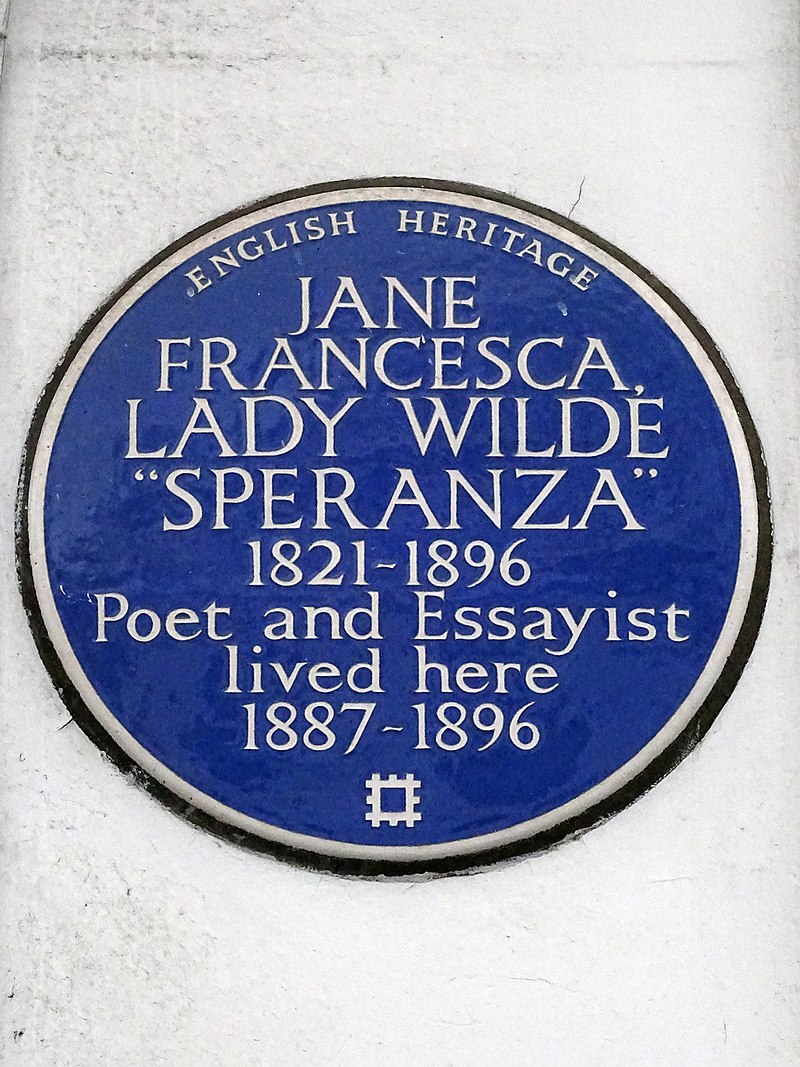 ENGLISH HERITAGE
JANE
FRANCESCA,
LADY WILDE
“SPERANZA”
1821-1896
Poet and Essayist
lived here
1887-1896